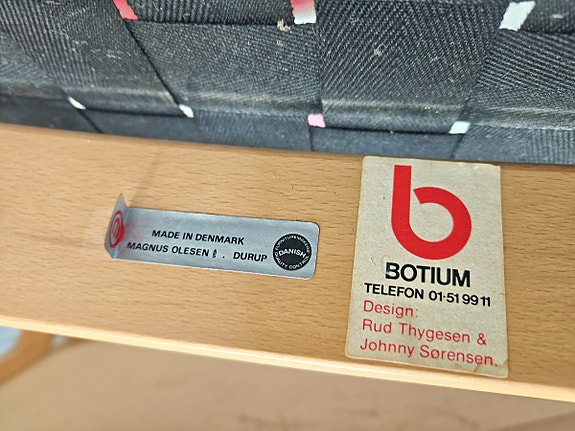 MADE IN DENMARK
MAGNUS OLESEN A/S . DURUP
DANISH
b
BOTIUM
TELEFON 01·51 99 11
Design:
Rud Thygesen &
Johnny Sørensen.